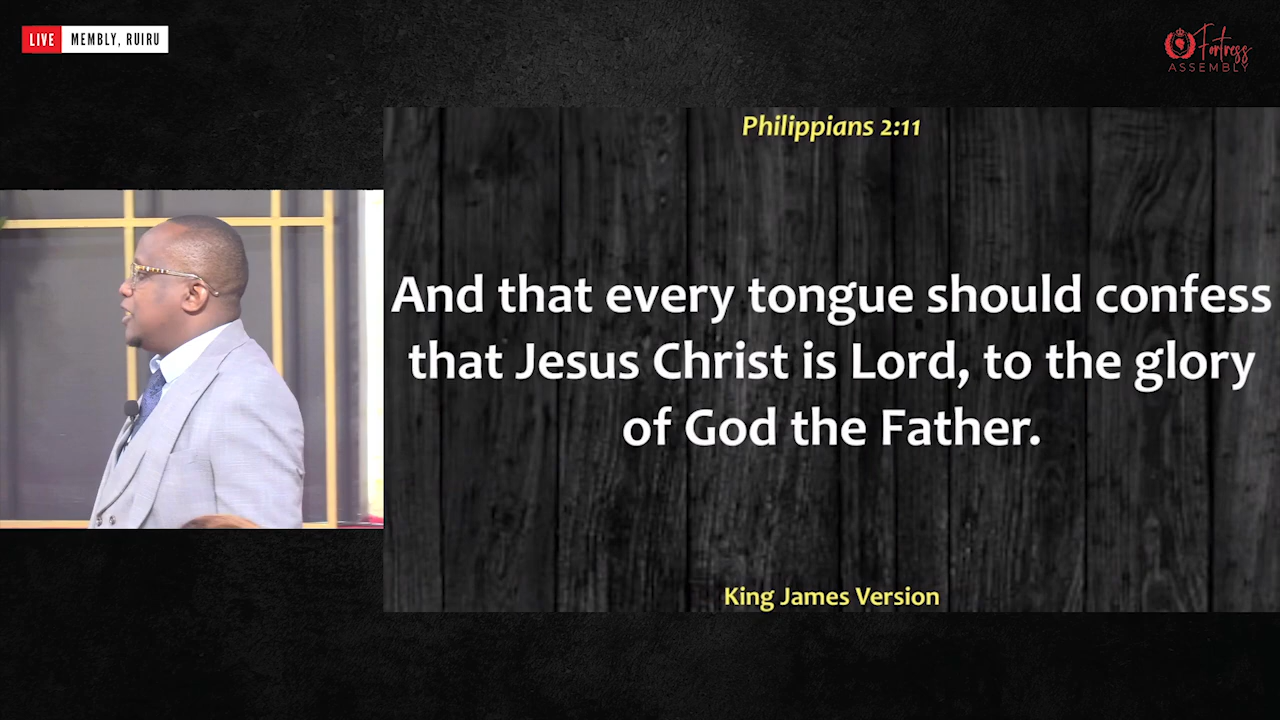 LIVE MEMBLY, RUIRU
Fortress
ASSEMBLY
Philippians 2:11
And that every tongue should confess
that Jesus Christ is Lord, to the glory
of God the Father.
King James Version